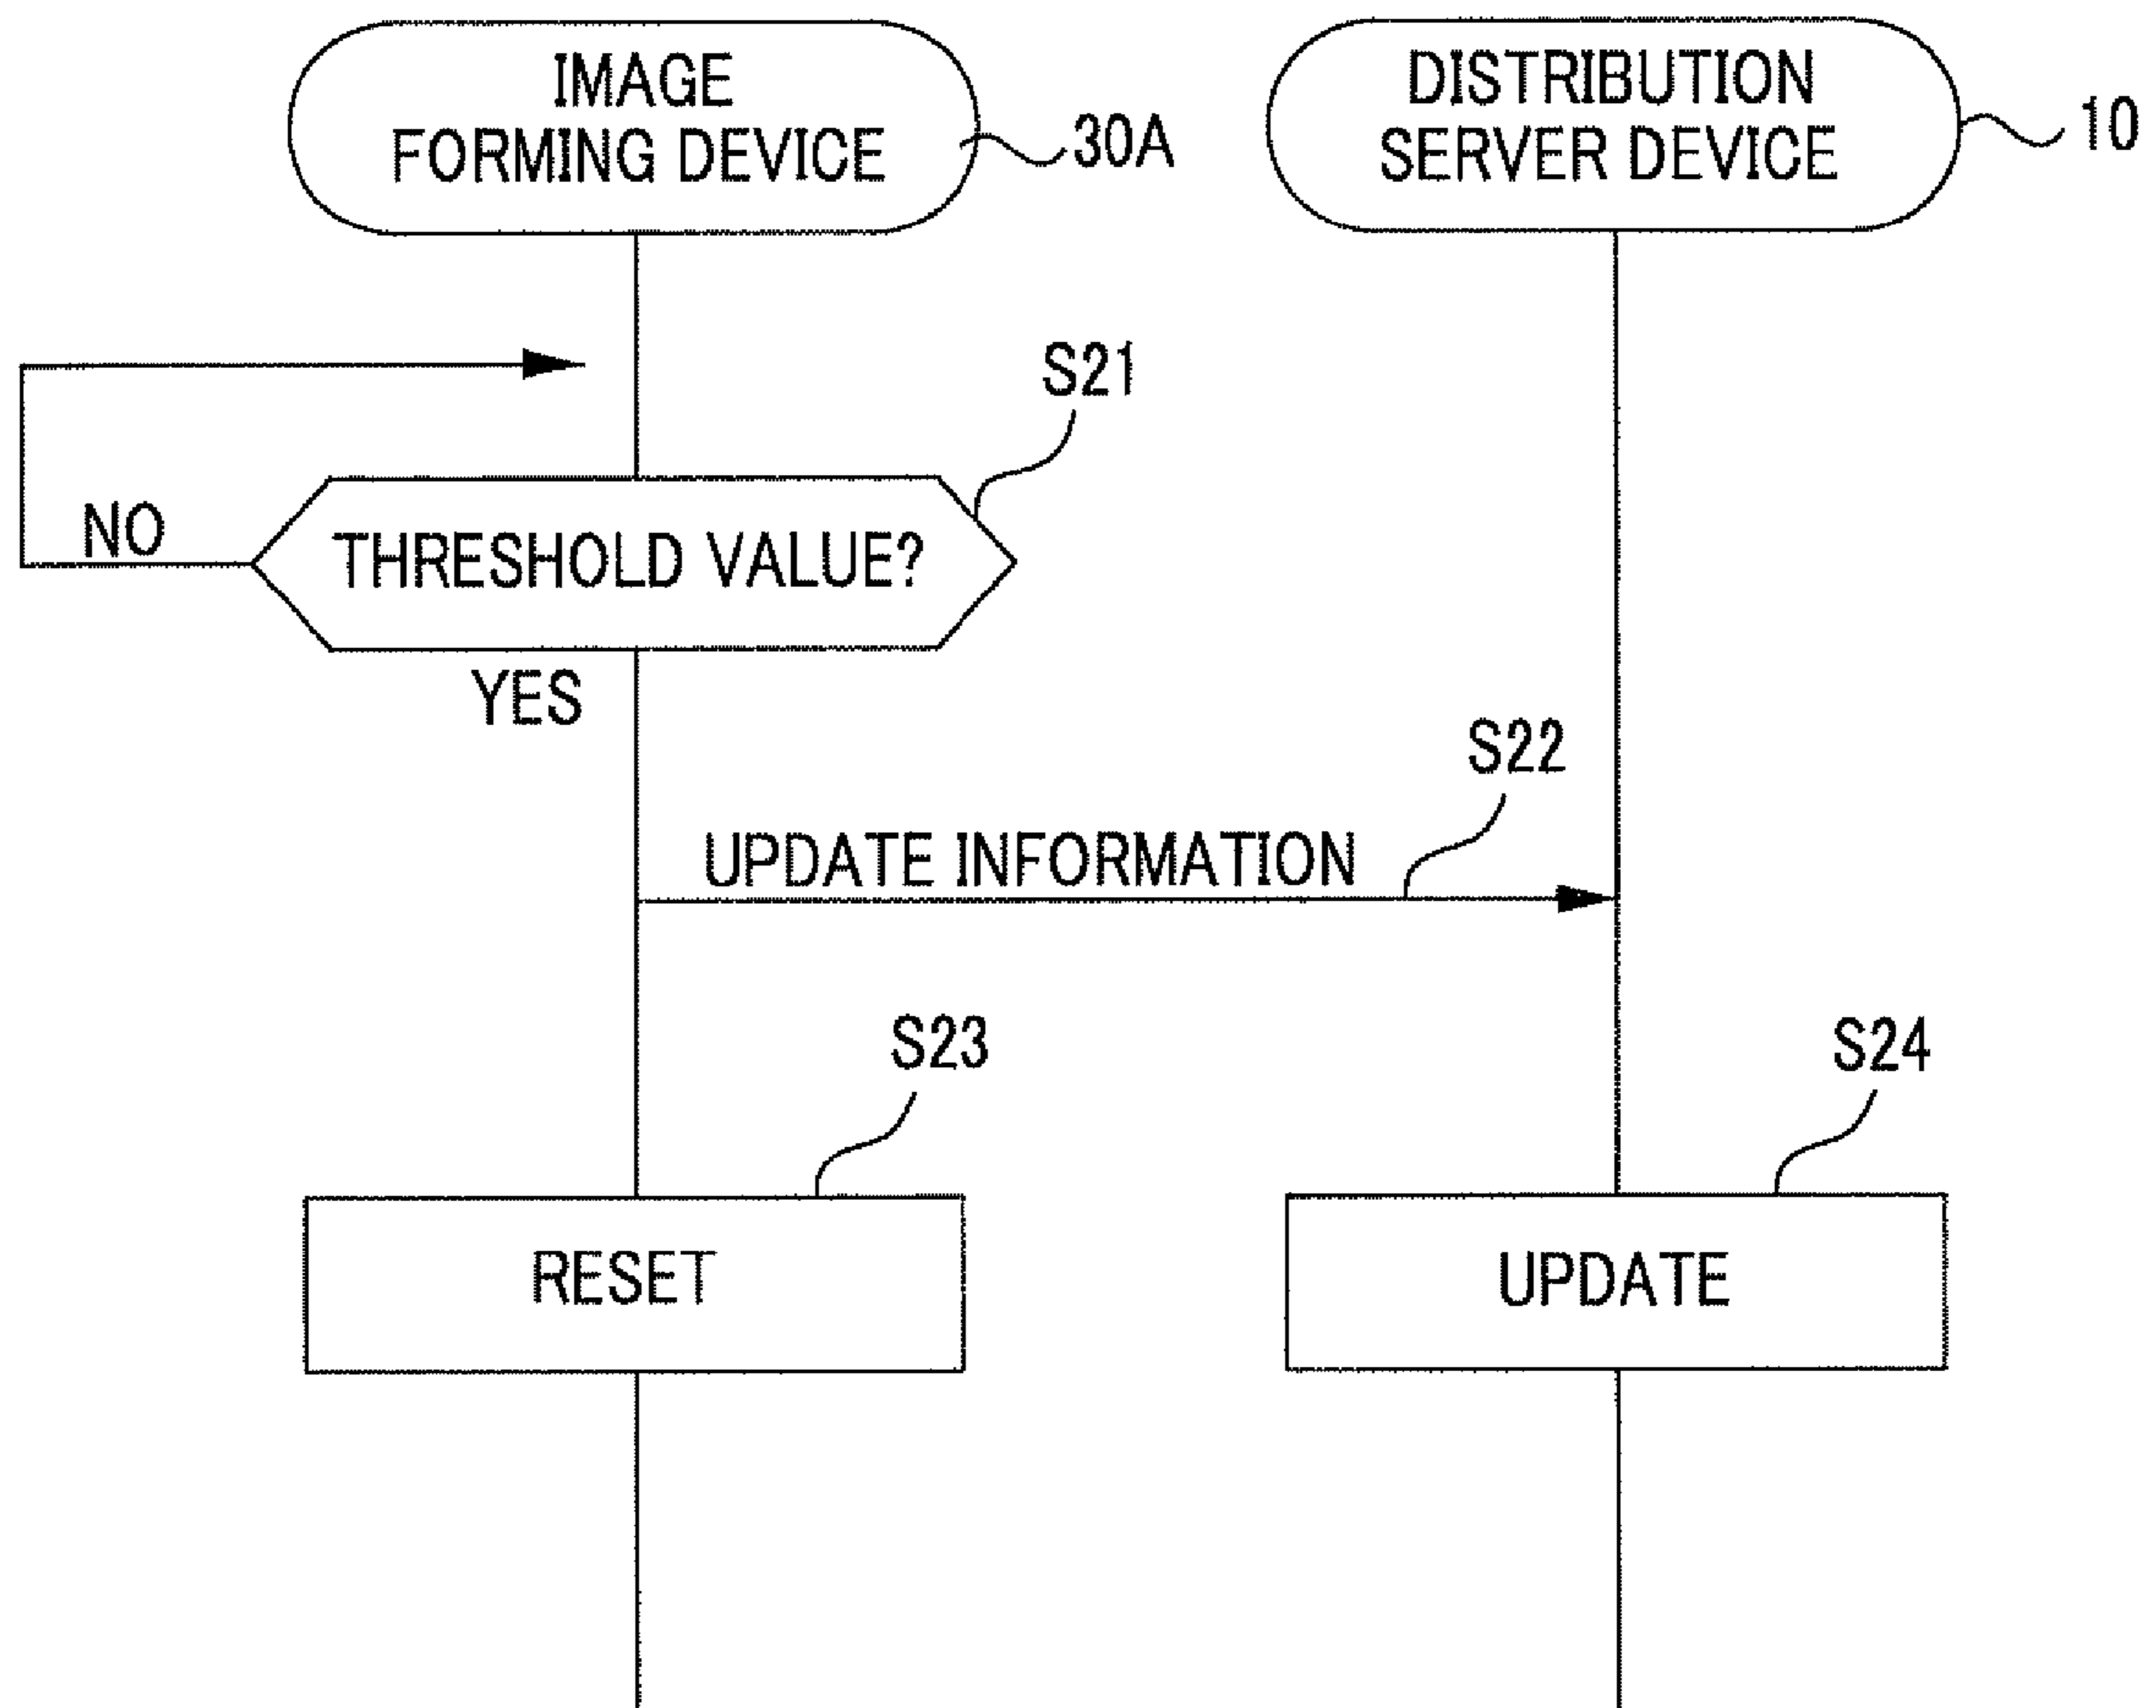 IMAGE
FORMING DEVICE
30A
DISTRIBUTION
SERVER DEVICE
10
S21
NO
THRESHOLD VALUE?
YES
S22
UPDATE INFORMATION
S23
S24
RESET
UPDATE